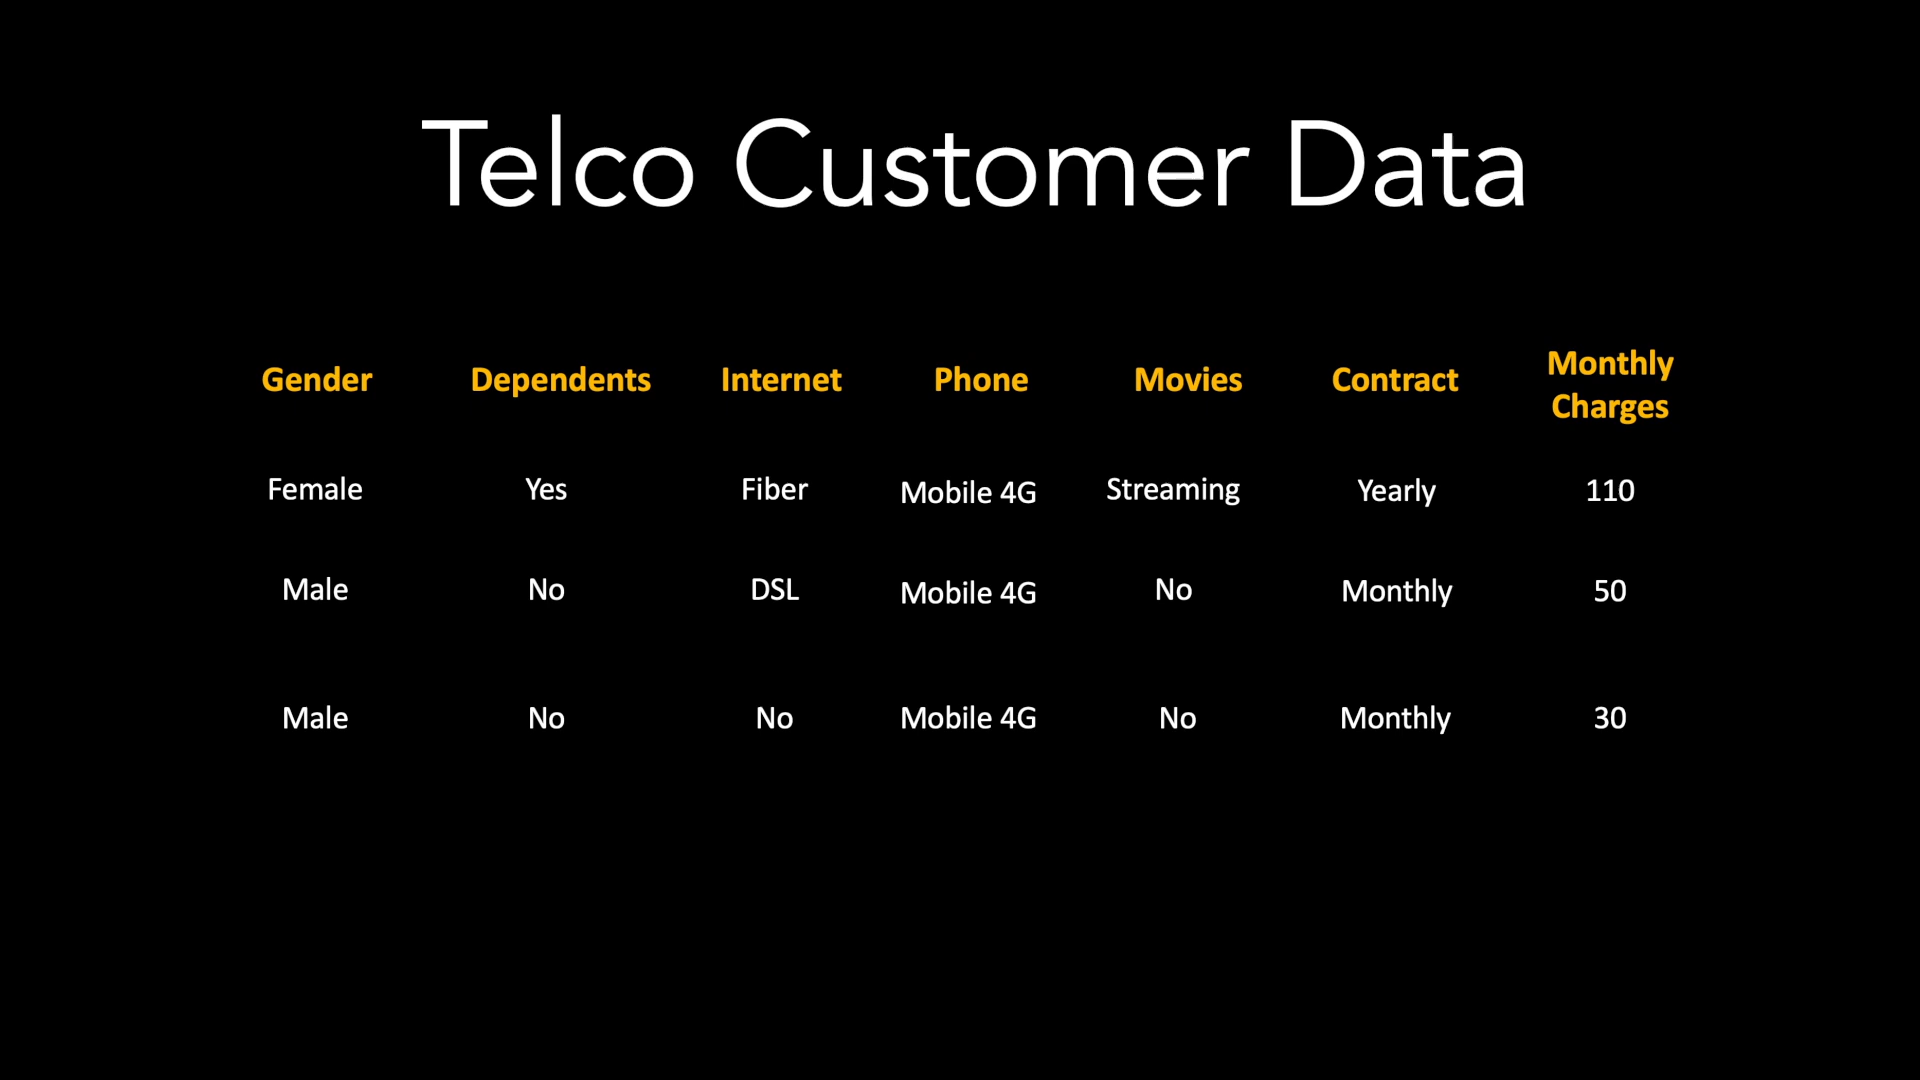 Telco Customer Data
Gender Dependents Internet Phone Movies Contract Monthly Charges
Female Yes Fiber Mobile 4G Streaming Yearly 110
Male No DSL Mobile 4G No Monthly 50
Male No No Mobile 4G No Monthly 30